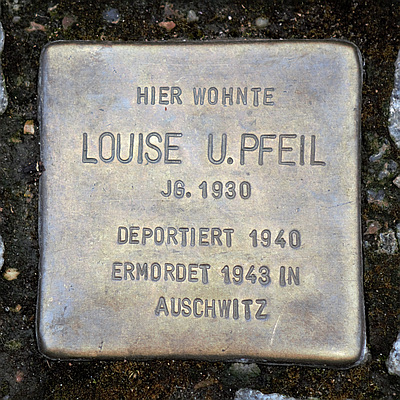 HIER WOHNTE
LOUISE U. PFEIL
JG. 1930
DEPORTIERT 1940
ERMORDET 1943 IN
AUSCHWITZ